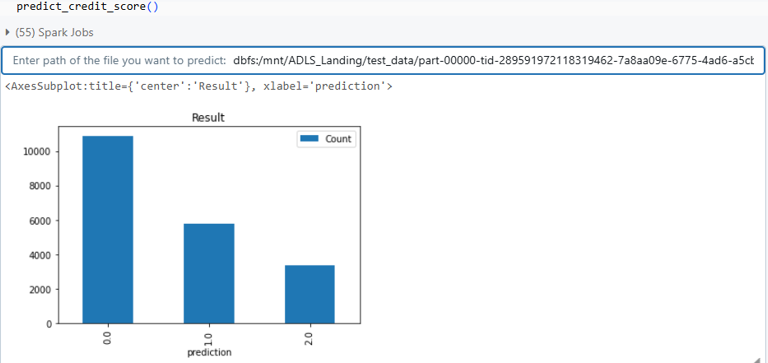 predict_credit_score()
(55) Spark Jobs
Enter path of the file you want to predict: dbfs:/mnt/ADLS_Landing/test_data/part-00000-tid-289591972118319462-7a8aa09e-6775-4ad6-a5cb
<AxesSubplot:title={'center':'Result'}, xlabel='prediction'>
Result
Count
10000
8000
6000
4000
2000
0
0.0 1.0 2.0
prediction